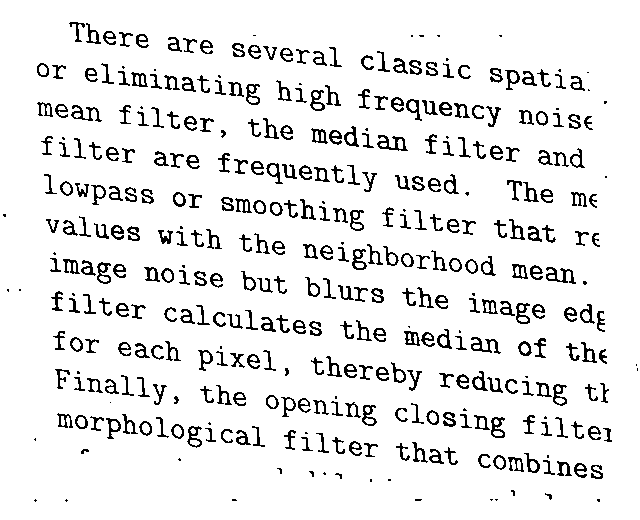 There are several classic spatia
or eliminating high frequency noise
mean filter, the median filter and
filter are frequently used. The me
lowpass or smoothing filter that re
values with the neighborhood mean.
image noise but blurs the image edg
filter calculates the median of the
for each pixel, thereby reducing th
Finally, the opening closing filter
morphological filter that combines